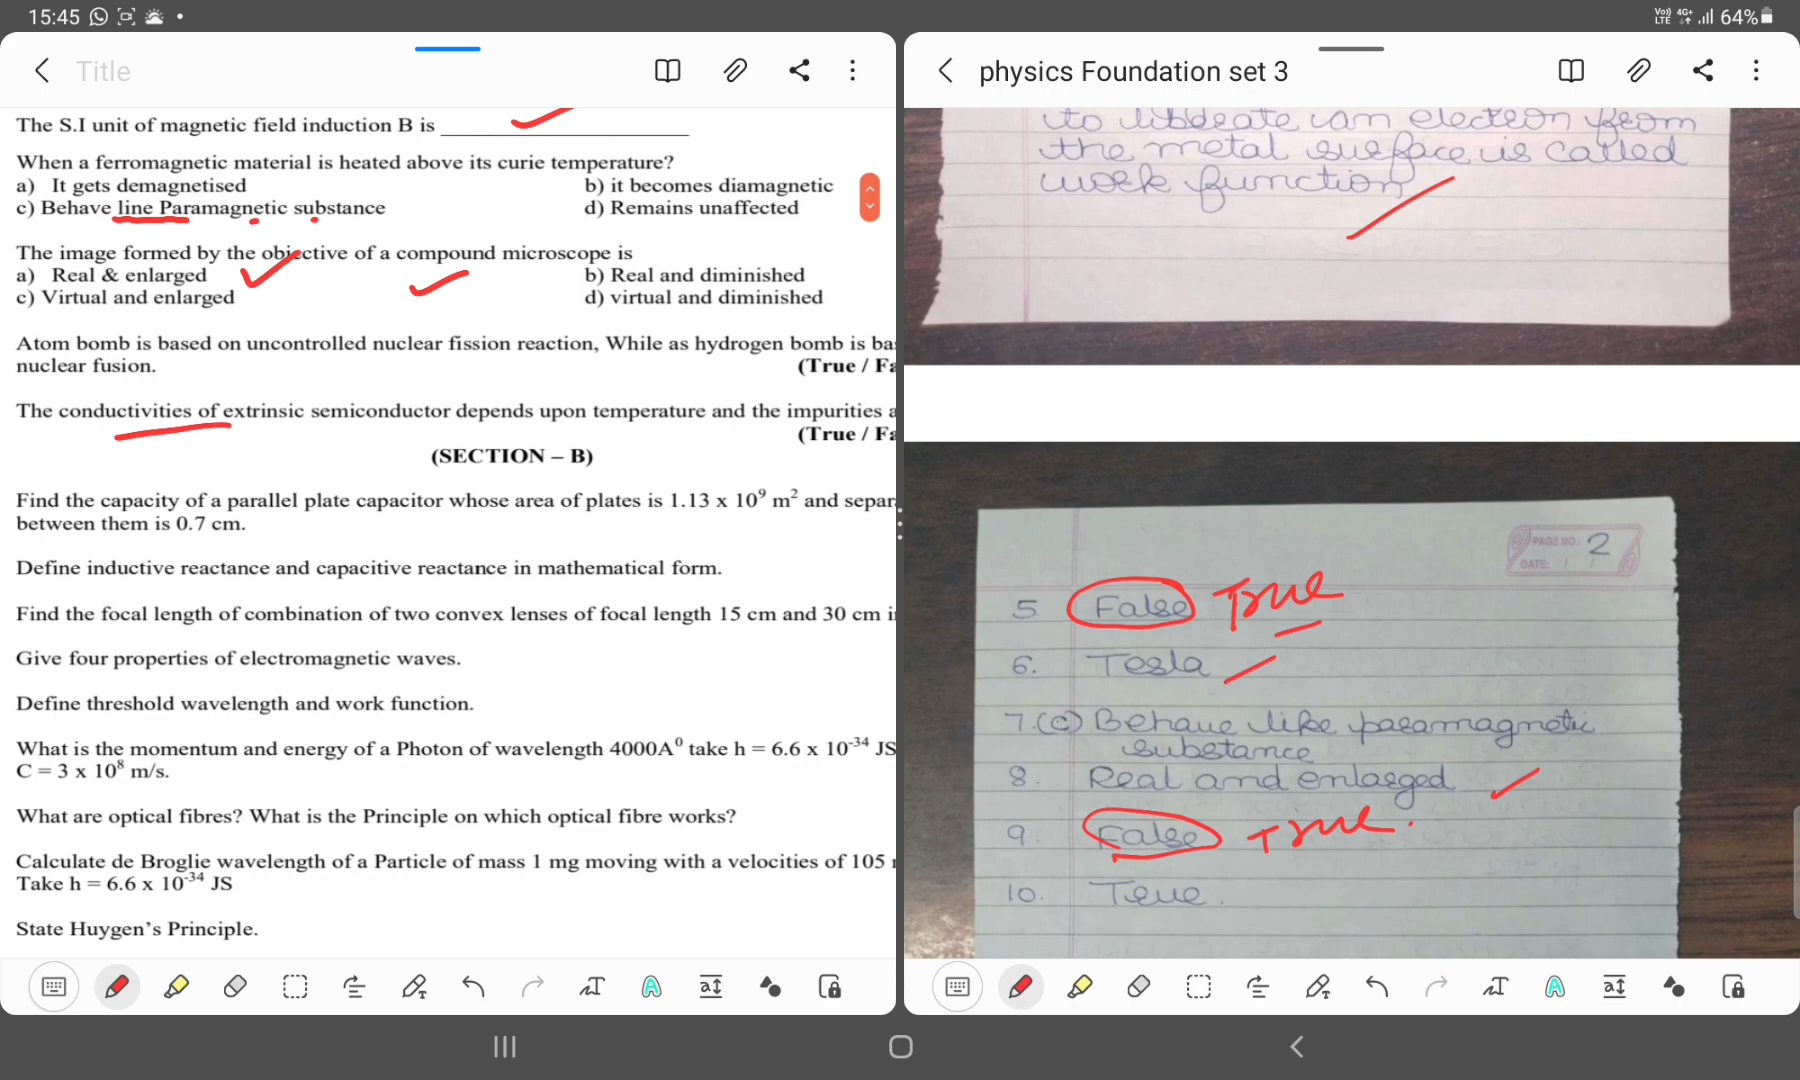 15:45
Vo)) LTE 4G+ 64%
Title
The S.I unit of magnetic field induction B is
When a ferromagnetic material is heated above its curie temperature?
a) It gets demagnetised b) it becomes diamagnetic
c) Behave line Paramagnetic substance d) Remains unaffected
The image formed by the objective of a compound microscope is
a) Real & enlarged b) Real and diminished
c) Virtual and enlarged d) virtual and diminished
Atom bomb is based on uncontrolled nuclear fission reaction, While as hydrogen bomb is ba
nuclear fusion. (True / Fa
The conductivities of extrinsic semiconductor depends upon temperature and the impurities a
(True / Fa
(SECTION – B)
Find the capacity of a parallel plate capacitor whose area of plates is 1.13 x 10⁹ m² and separ
between them is 0.7 cm.
Define inductive reactance and capacitive reactance in mathematical form.
Find the focal length of combination of two convex lenses of focal length 15 cm and 30 cm i
Give four properties of electromagnetic waves.
Define threshold wavelength and work function.
What is the momentum and energy of a Photon of wavelength 4000A⁰ take h = 6.6 x 10⁻³⁴ JS
C = 3 x 10⁸ m/s.
What are optical fibres? What is the Principle on which optical fibre works?
Calculate de Broglie wavelength of a Particle of mass 1 mg moving with a velocities of 105
Take h = 6.6 x 10⁻³⁴ JS
State Huygen's Principle.
physics Foundation set 3
to liberate an electron from
the metal surface is called
work function
PAGE NO.: 2
DATE: / /
5. False True
6. Tesla
7.(c) Behave like paramagnetic
substance
8. Real and enlarged
9. False True.
10. True.